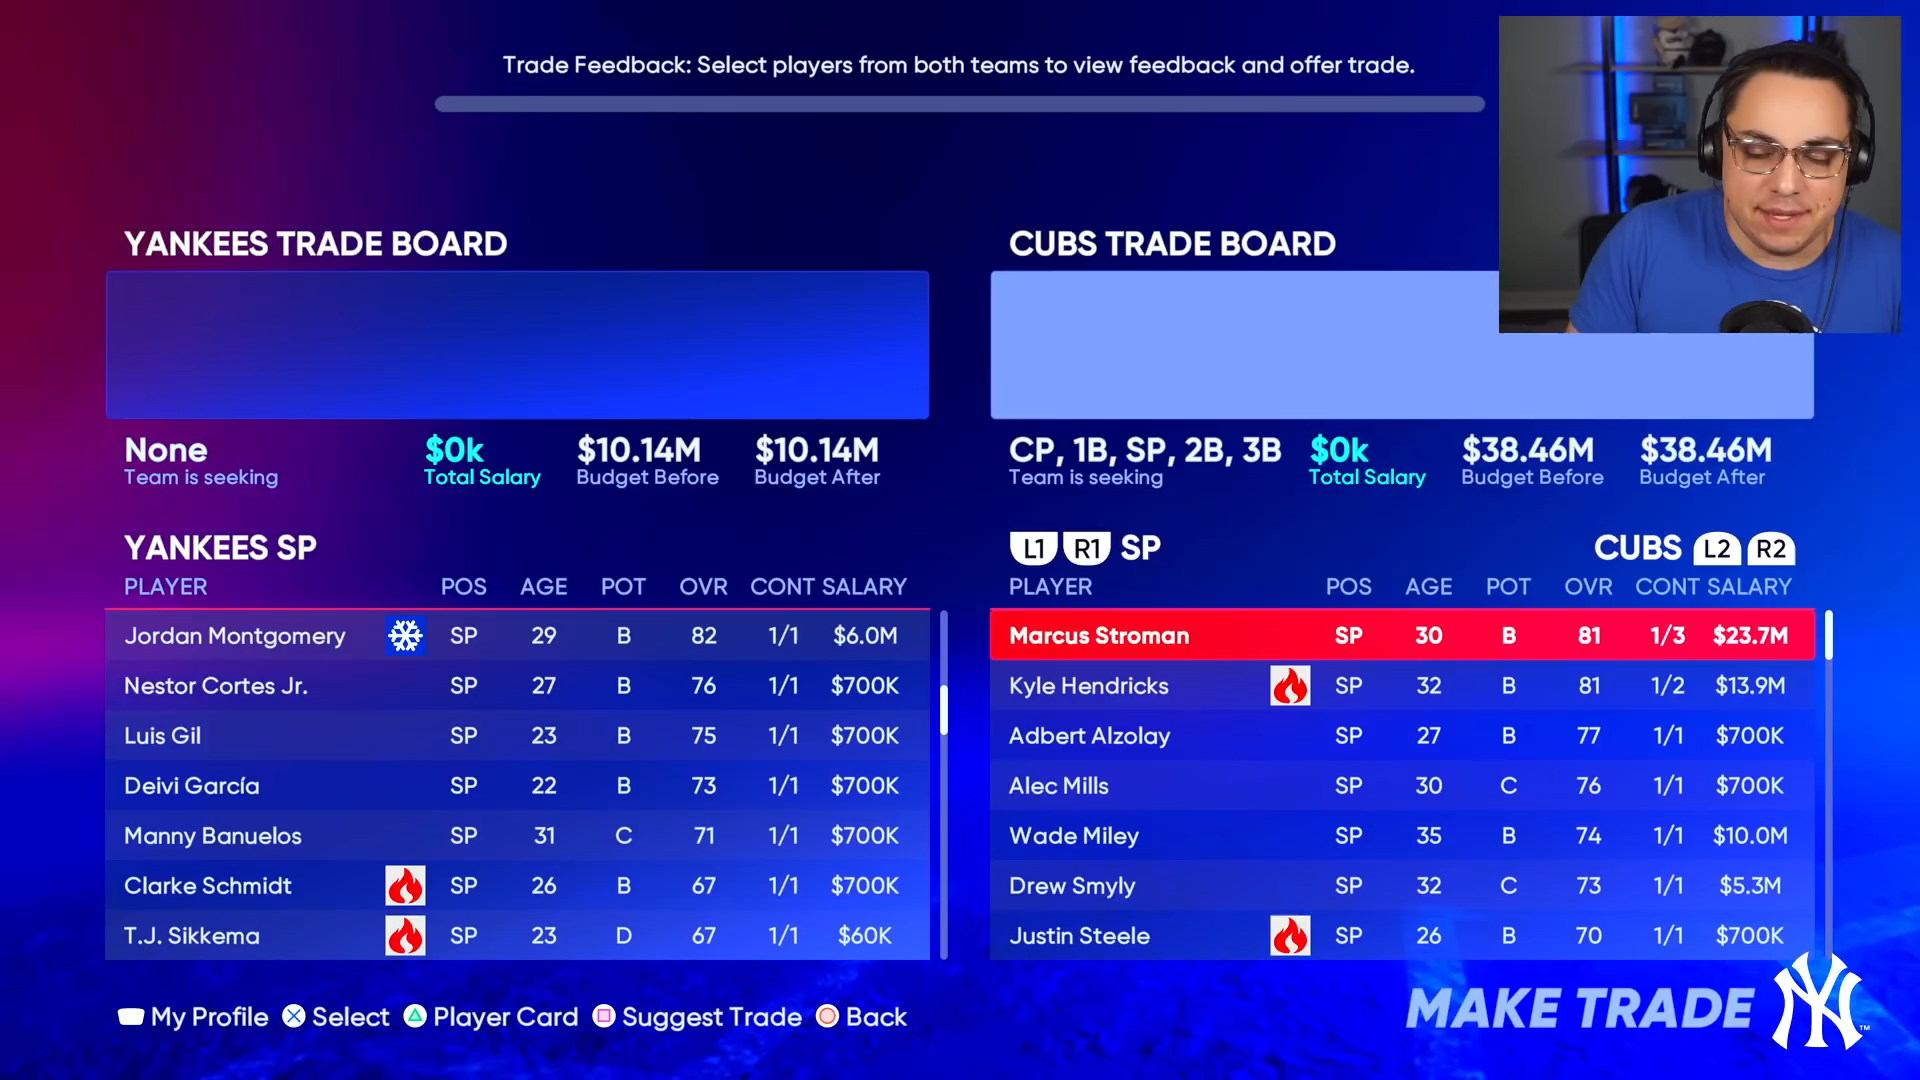 Trade Feedback: Select players from both teams to view feedback and offer trade.
YANKEES TRADE BOARD
None $0k $10.14M $10.14M
Team is seeking Total Salary Budget Before Budget After
CUBS TRADE BOARD
CP, 1B, SP, 2B, 3B $0k $38.46M $38.46M
Team is seeking Total Salary Budget Before Budget After
YANKEES SP
PLAYER POS AGE POT OVR CONT SALARY
Jordan Montgomery SP 29 B 82 1/1 $6.0M
Nestor Cortes Jr. SP 27 B 76 1/1 $700K
Luis Gil SP 23 B 75 1/1 $700K
Deivi García SP 22 B 73 1/1 $700K
Manny Banuelos SP 31 C 71 1/1 $700K
Clarke Schmidt SP 26 B 67 1/1 $700K
T.J. Sikkema SP 23 D 67 1/1 $60K
L1 R1 SP CUBS L2 R2
PLAYER POS AGE POT OVR CONT SALARY
Marcus Stroman SP 30 B 81 1/3 $23.7M
Kyle Hendricks SP 32 B 81 1/2 $13.9M
Adbert Alzolay SP 27 B 77 1/1 $700K
Alec Mills SP 30 C 76 1/1 $700K
Wade Miley SP 35 B 74 1/1 $10.0M
Drew Smyly SP 32 C 73 1/1 $5.3M
Justin Steele SP 26 B 70 1/1 $700K
My Profile Select Player Card Suggest Trade Back
MAKE TRADE NY™